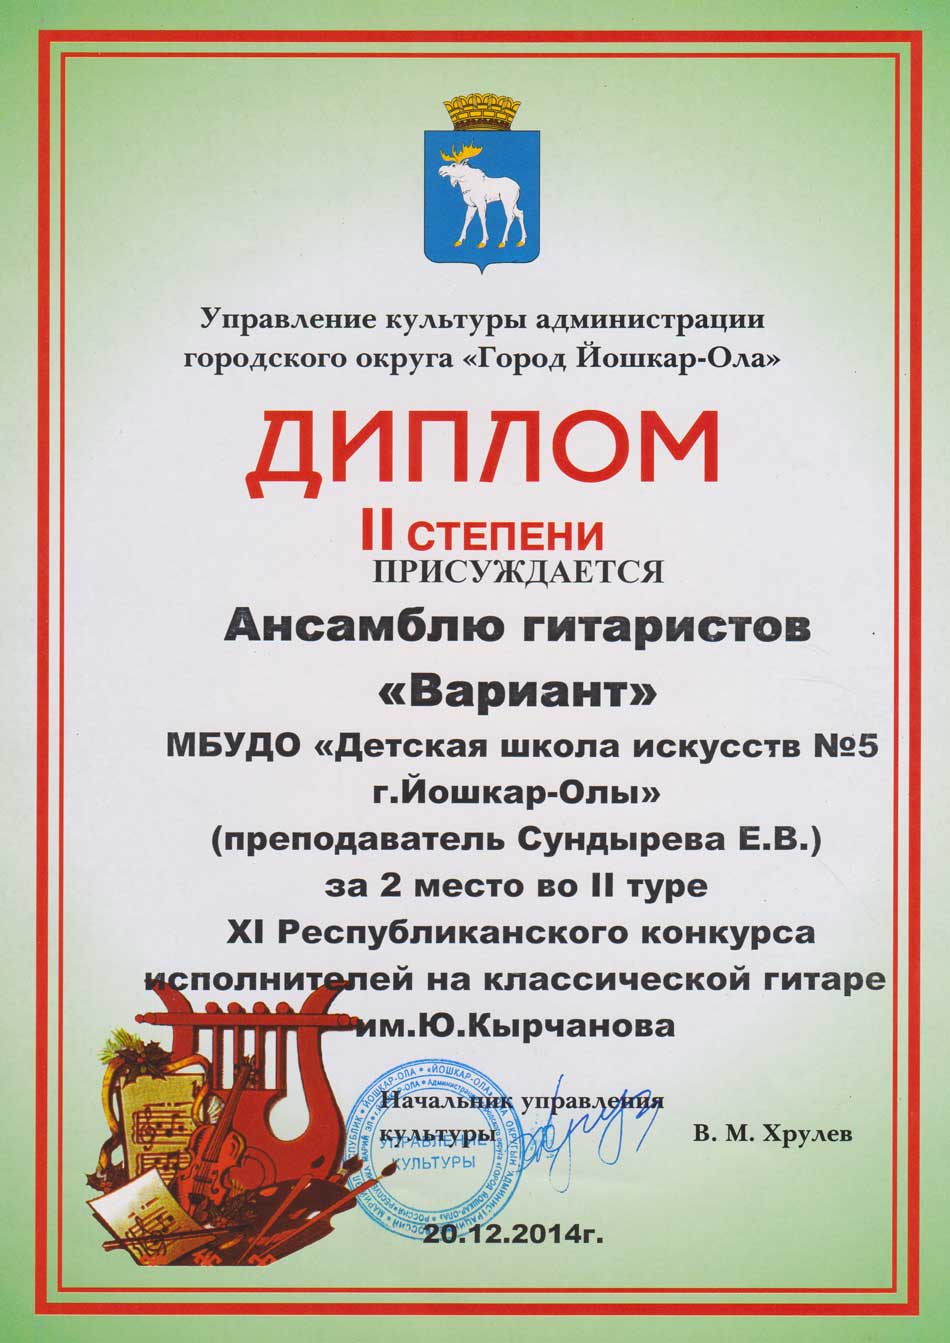 Управление культуры администрации
городского округа «Город Йошкар-Ола»
ДИПЛОМ
II СТЕПЕНИ
ПРИСУЖДАЕТСЯ
Ансамблю гитаристов
«Вариант»
МБУДО «Детская школа искусств №5
г.Йошкар-Олы»
(преподаватель Сундырева Е.В.)
за 2 место во II туре
XI Республиканского конкурса
исполнителей на классической гитаре
им.Ю.Кырчанова
Начальник управления
культуры
В. М. Хрулев
УПРАВЛЕНИЕ
КУЛЬТУРЫ
20.12.2014г.